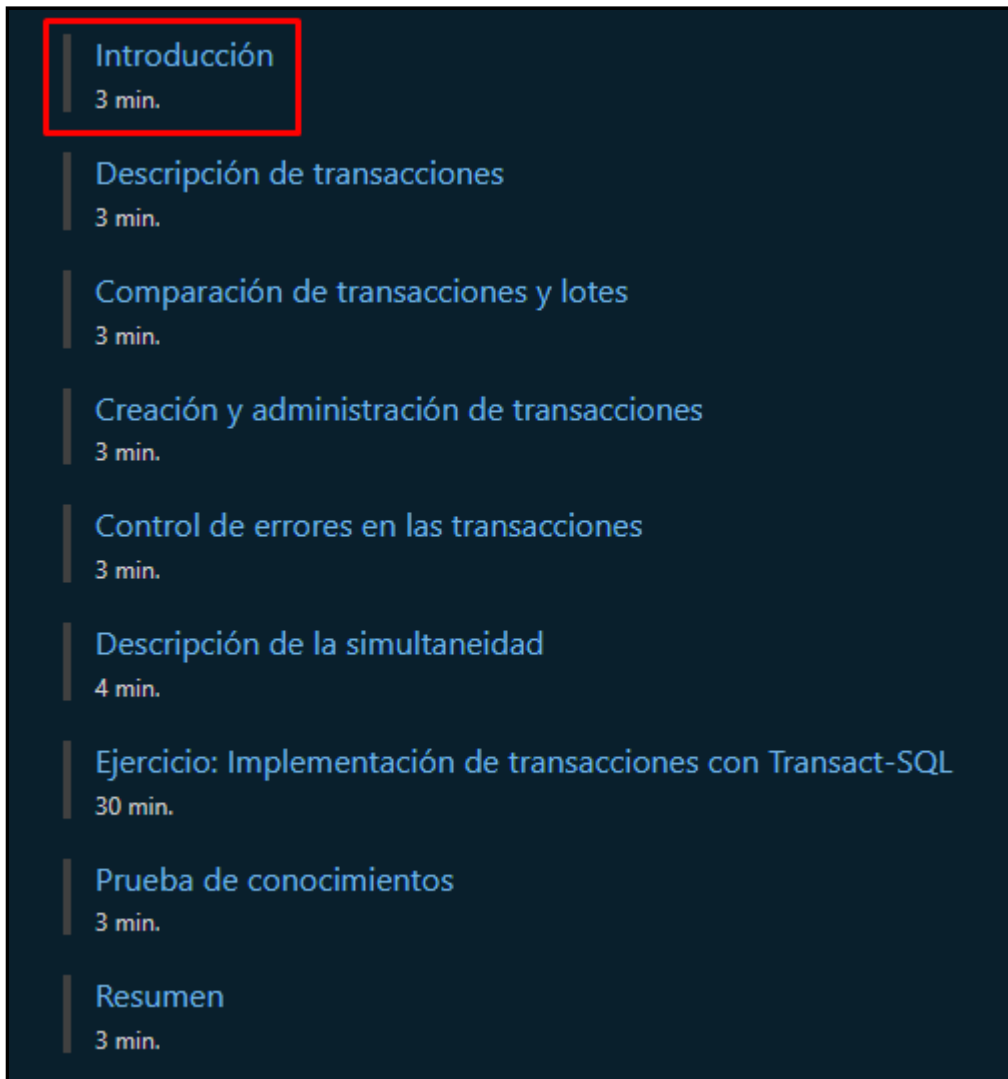 Introducción
3 min.
Descripción de transacciones
3 min.
Comparación de transacciones y lotes
3 min.
Creación y administración de transacciones
3 min.
Control de errores en las transacciones
3 min.
Descripción de la simultaneidad
4 min.
Ejercicio: Implementación de transacciones con Transact-SQL
30 min.
Prueba de conocimientos
3 min.
Resumen
3 min.